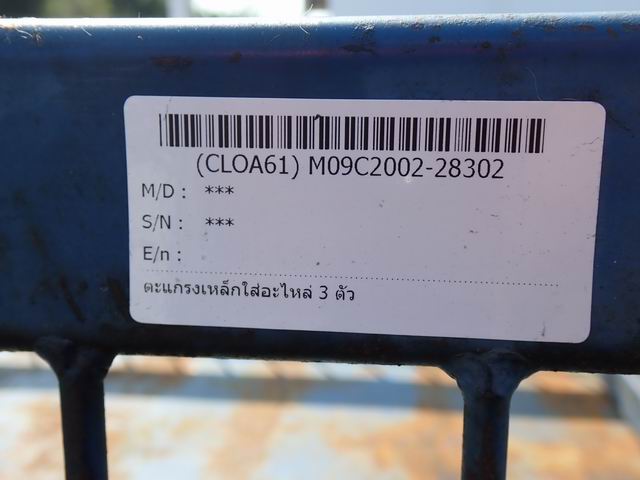 (CLOA61) M09C2002-28302
M/D : ***
S/N : ***
E/n :
ตะแกรงเหล็กใส่อะไหล่ 3 ตัว